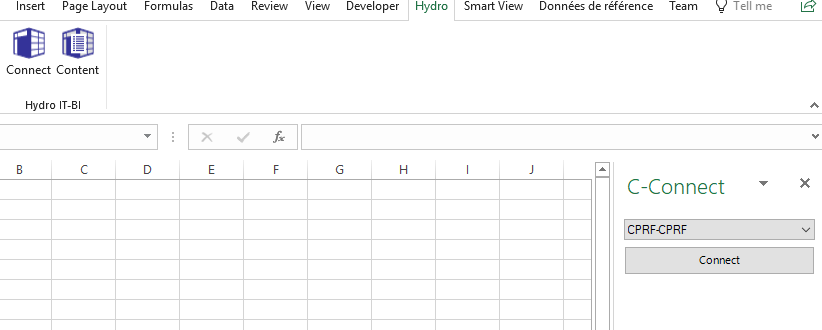 Insert Page Layout Formulas Data Review View Developer Hydro Smart View Données de référence Team Tell me
Connect Content
Hydro IT-BI
fx
B C D E F G H I J
C-Connect
CPRF-CPRF
Connect